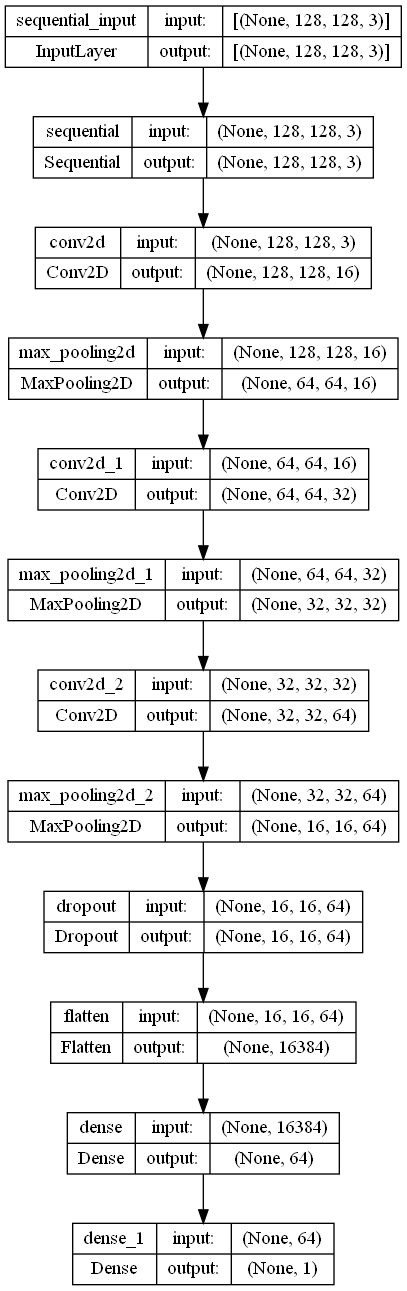 sequential_input input: [(None, 128, 128, 3)]
InputLayer output: [(None, 128, 128, 3)]
sequential input: (None, 128, 128, 3)
Sequential output: (None, 128, 128, 3)
conv2d input: (None, 128, 128, 3)
Conv2D output: (None, 128, 128, 16)
max_pooling2d input: (None, 128, 128, 16)
MaxPooling2D output: (None, 64, 64, 16)
conv2d_1 input: (None, 64, 64, 16)
Conv2D output: (None, 64, 64, 32)
max_pooling2d_1 input: (None, 64, 64, 32)
MaxPooling2D output: (None, 32, 32, 32)
conv2d_2 input: (None, 32, 32, 32)
Conv2D output: (None, 32, 32, 64)
max_pooling2d_2 input: (None, 32, 32, 64)
MaxPooling2D output: (None, 16, 16, 64)
dropout input: (None, 16, 16, 64)
Dropout output: (None, 16, 16, 64)
flatten input: (None, 16, 16, 64)
Flatten output: (None, 16384)
dense input: (None, 16384)
Dense output: (None, 64)
dense_1 input: (None, 64)
Dense output: (None, 1)